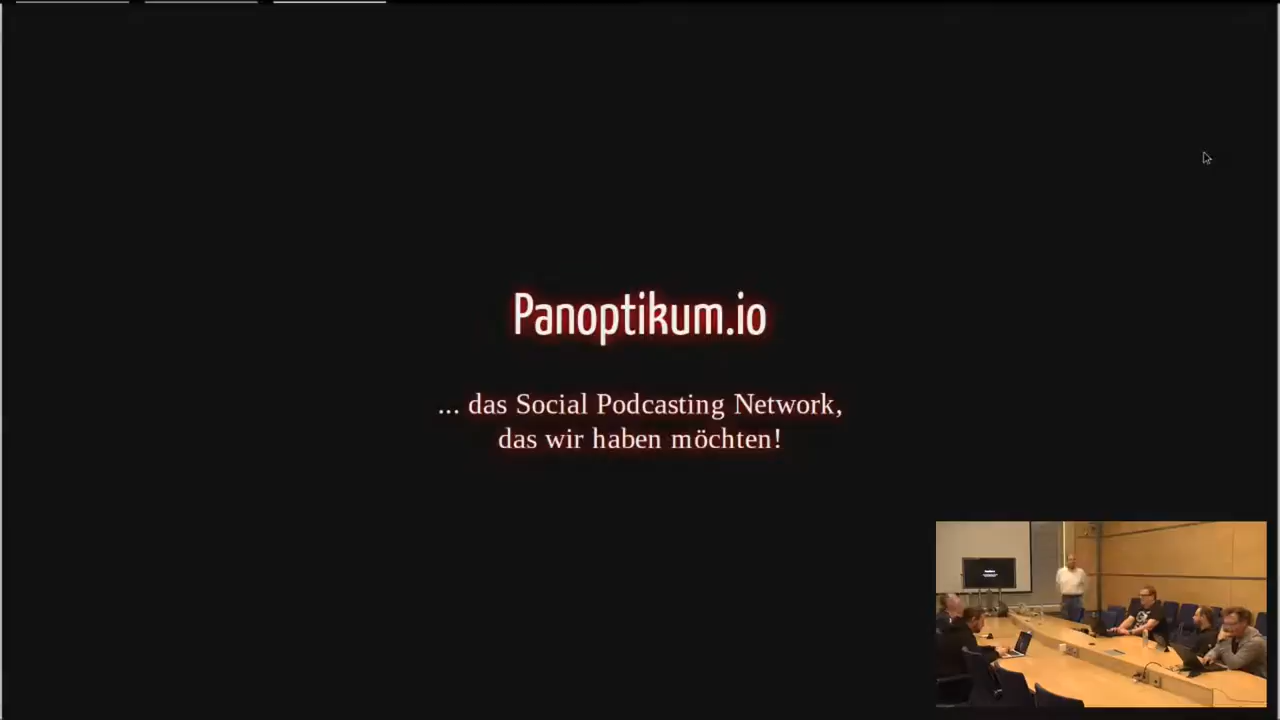 Panoptikum.io
... das Social Podcasting Network,
das wir haben möchten!